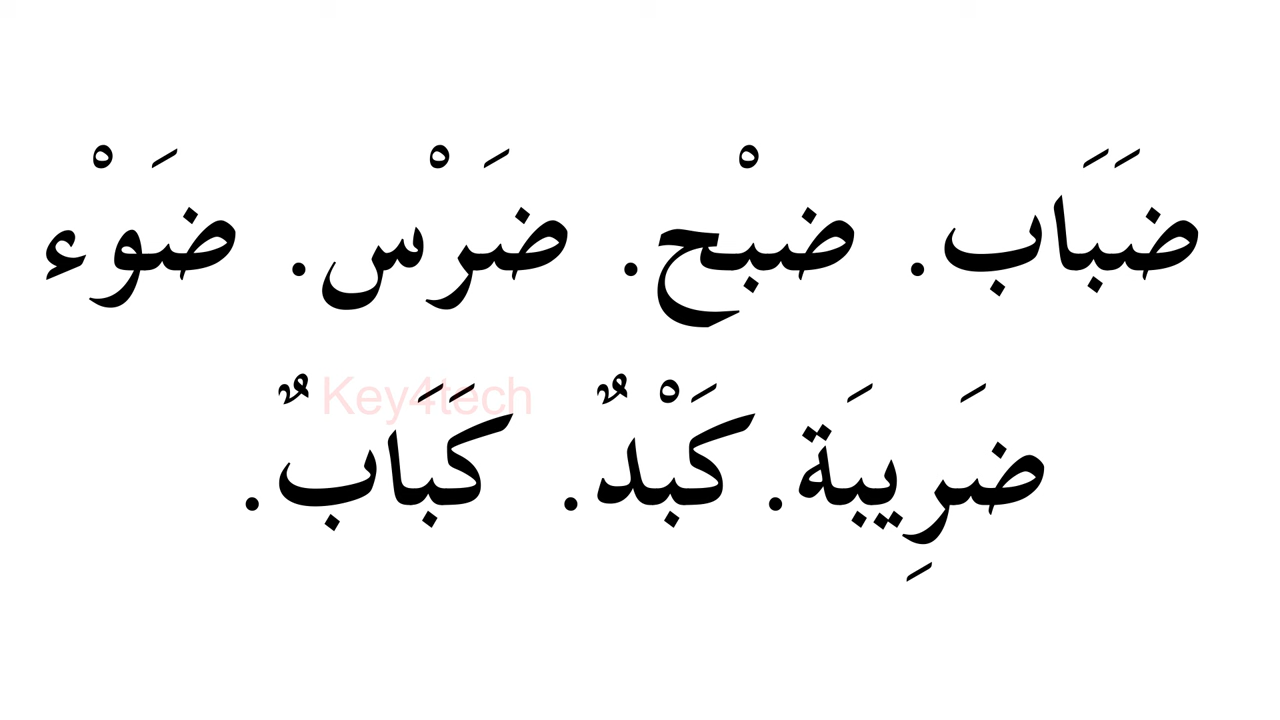 ضَبَاب. ضبْح. ضَرْس. ضَوْء
ضَرِيبَة. كَبْدٌ. كَبَابٌ.
Key4tech